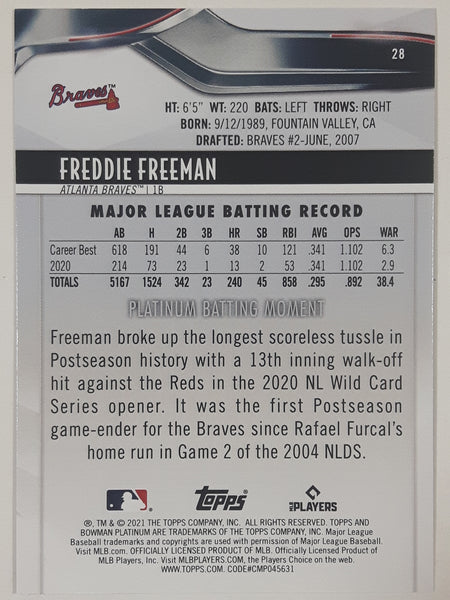 28
Braves™
HT: 6'5" WT: 220 BATS: LEFT THROWS: RIGHT
BORN: 9/12/1989, FOUNTAIN VALLEY, CA
DRAFTED: BRAVES #2-JUNE, 2007
FREDDIE FREEMAN
ATLANTA BRAVES™ | 1B
MAJOR LEAGUE BATTING RECORD
AB H 2B 3B HR SB RBI AVG OPS WAR
Career Best 618 191 44 6 38 10 121 .341 1.102 6.3
2020 214 73 23 1 13 2 53 .341 1.102 2.9
TOTALS 5167 1524 342 23 240 45 858 .295 .892 38.4
PLATINUM BATTING MOMENT
Freeman broke up the longest scoreless tussle in
Postseason history with a 13th inning walk-off
hit against the Reds in the 2020 NL Wild Card
Series opener. It was the first Postseason
game-ender for the Braves since Rafael Furcal's
home run in Game 2 of the 2004 NLDS.
Topps
MLB PLAYERS
®, TM & © 2021 THE TOPPS COMPANY, INC. ALL RIGHTS RESERVED. TOPPS AND
BOWMAN PLATINUM ARE TRADEMARKS OF THE TOPPS COMPANY, INC. Major League
Baseball trademarks and copyrights are used with permission of Major League Baseball.
Visit MLB.com. OFFICIALLY LICENSED PRODUCT OF MLB. Officially Licensed Product of
MLB Players, Inc. Visit MLBPLAYERS.com, the Players Choice on the web.
WWW.TOPPS.COM CODE#CMP045631